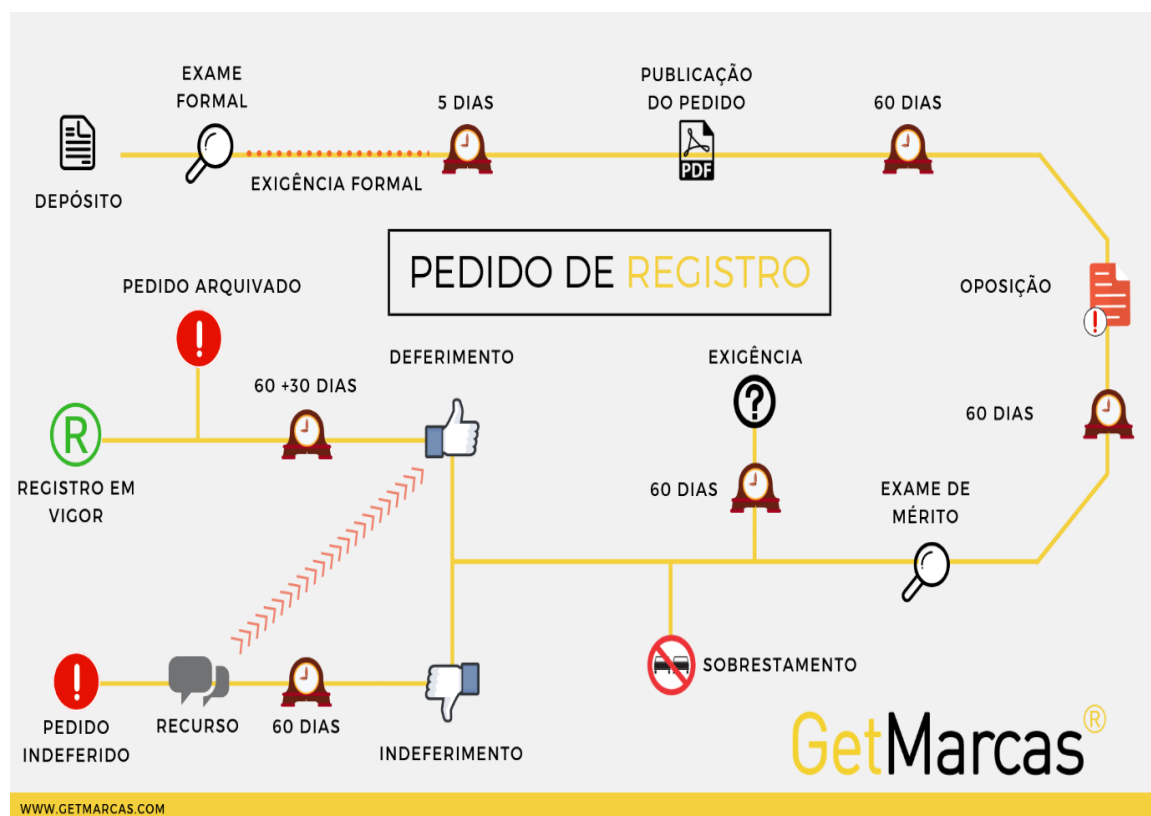 EXAME
FORMAL
5 DIAS
PUBLICAÇÃO
DO PEDIDO
60 DIAS
PDF
EXIGÊNCIA FORMAL
DEPÓSITO
PEDIDO DE REGISTRO
PEDIDO ARQUIVADO
OPOSIÇÃO
DEFERIMENTO
EXIGÊNCIA
60 +30 DIAS
60 DIAS
R
REGISTRO EM
VIGOR
60 DIAS
EXAME DE
MÉRITO
SOBRESTAMENTO
PEDIDO
INDEFERIDO
RECURSO
60 DIAS
INDEFERIMENTO
GetMarcas®
WWW.GETMARCAS.COM